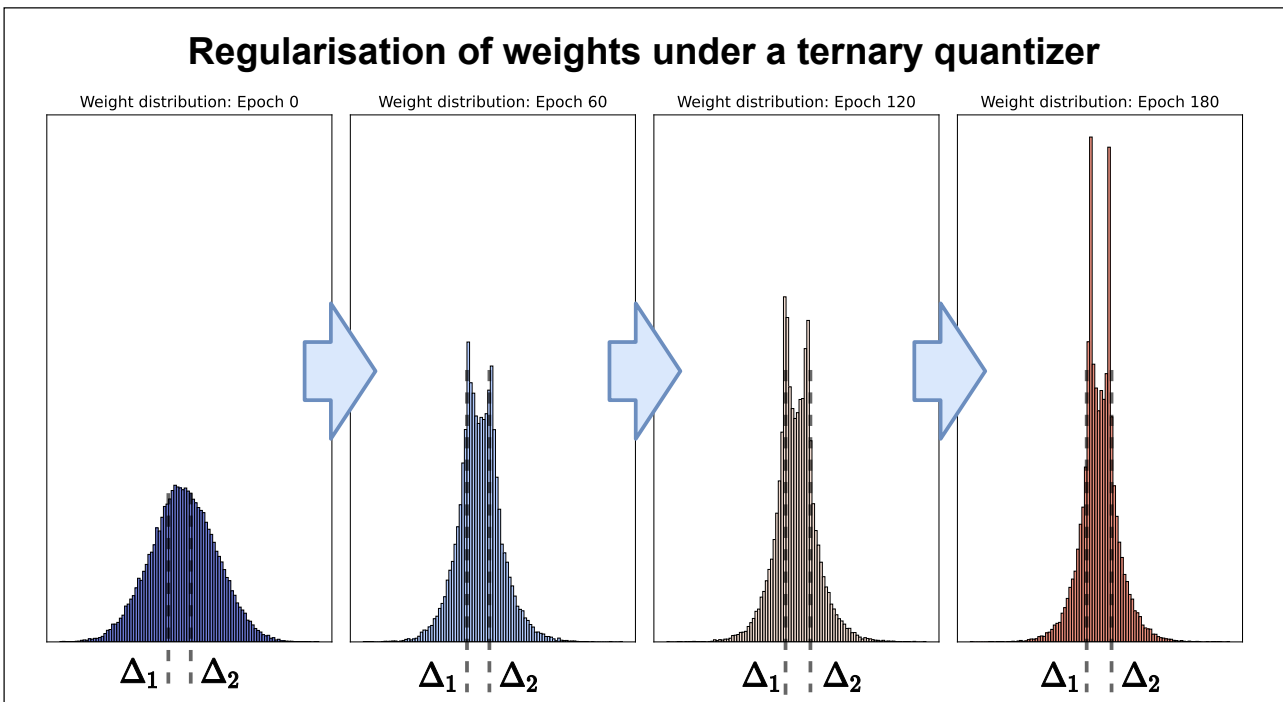 Regularisation of weights under a ternary quantizer
Weight distribution: Epoch 0
Weight distribution: Epoch 60
Weight distribution: Epoch 120
Weight distribution: Epoch 180
Δ₁ Δ₂
Δ₁ Δ₂
Δ₁ Δ₂
Δ₁ Δ₂